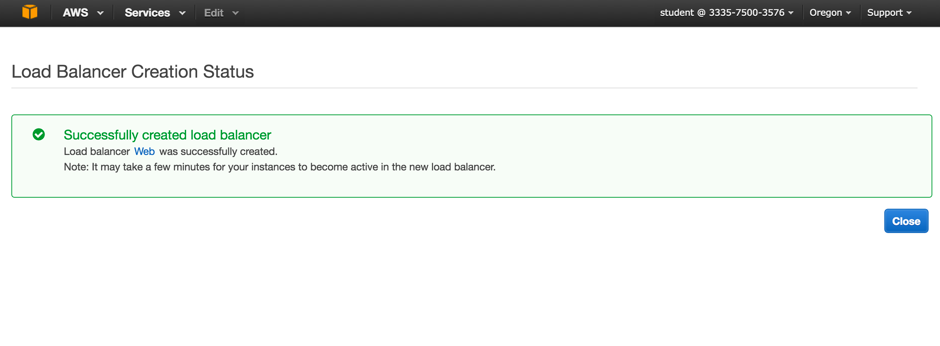 AWS Services Edit student @ 3335-7500-3576 Oregon Support
Load Balancer Creation Status
Successfully created load balancer
Load balancer Web was successfully created.
Note: It may take a few minutes for your instances to become active in the new load balancer.
Close